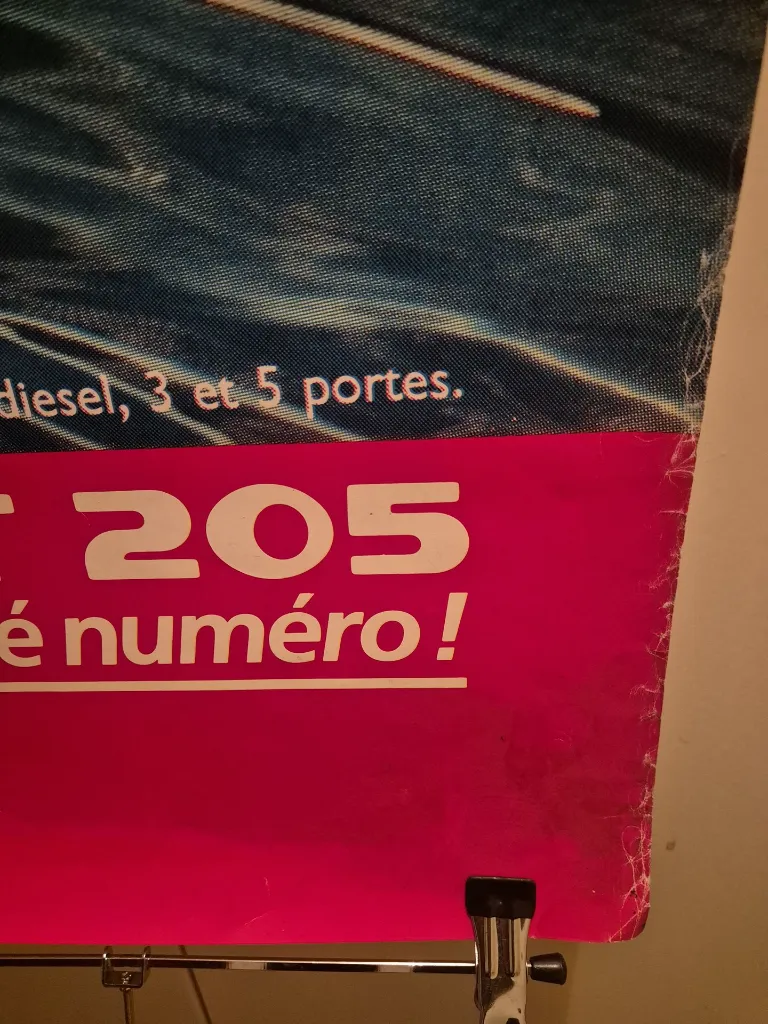 diesel, 3 et 5 portes.
205
é numéro !